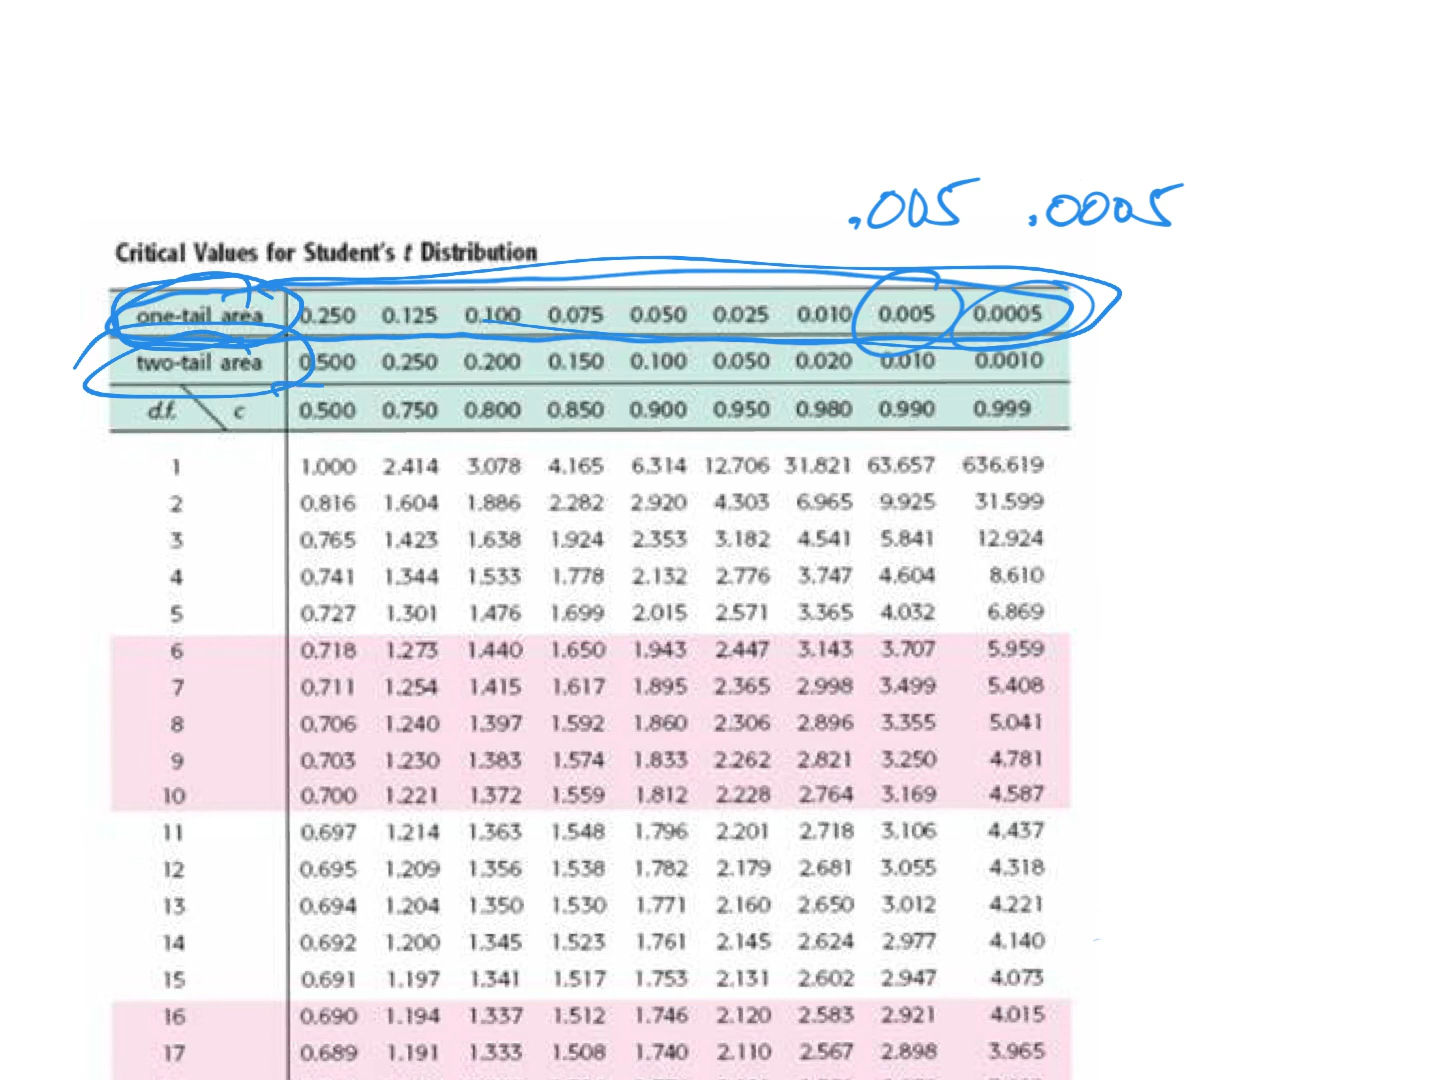 .005 .0005
Critical Values for Student's t Distribution
one-tail area 0.250 0.125 0.100 0.075 0.050 0.025 0.010 0.005 0.0005
two-tail area 0.500 0.250 0.200 0.150 0.100 0.050 0.020 0.010 0.0010
d.f. c 0.500 0.750 0.800 0.850 0.900 0.950 0.980 0.990 0.999
1 1.000 2.414 3.078 4.165 6.314 12.706 31.821 63.657 636.619
2 0.816 1.604 1.886 2.282 2.920 4.303 6.965 9.925 31.599
3 0.765 1.423 1.638 1.924 2.353 3.182 4.541 5.841 12.924
4 0.741 1.344 1.533 1.778 2.132 2.776 3.747 4.604 8.610
5 0.727 1.301 1.476 1.699 2.015 2.571 3.365 4.032 6.869
6 0.718 1.273 1.440 1.650 1.943 2.447 3.143 3.707 5.959
7 0.711 1.254 1.415 1.617 1.895 2.365 2.998 3.499 5.408
8 0.706 1.240 1.397 1.592 1.860 2.306 2.896 3.355 5.041
9 0.703 1.230 1.383 1.574 1.833 2.262 2.821 3.250 4.781
10 0.700 1.221 1.372 1.559 1.812 2.228 2.764 3.169 4.587
11 0.697 1.214 1.363 1.548 1.796 2.201 2.718 3.106 4.437
12 0.695 1.209 1.356 1.538 1.782 2.179 2.681 3.055 4.318
13 0.694 1.204 1.350 1.530 1.771 2.160 2.650 3.012 4.221
14 0.692 1.200 1.345 1.523 1.761 2.145 2.624 2.977 4.140
15 0.691 1.197 1.341 1.517 1.753 2.131 2.602 2.947 4.073
16 0.690 1.194 1.337 1.512 1.746 2.120 2.583 2.921 4.015
17 0.689 1.191 1.333 1.508 1.740 2.110 2.567 2.898 3.965